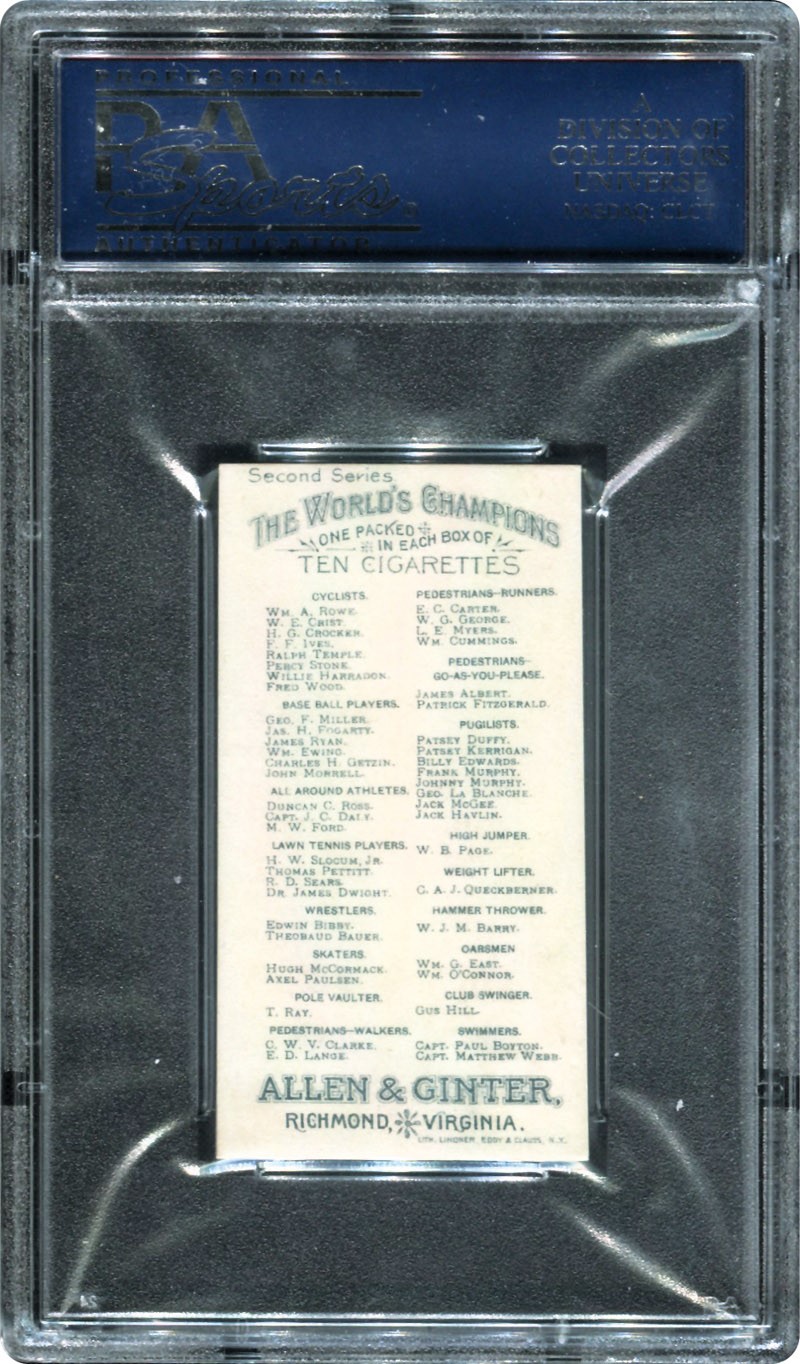 PROFESSIONAL
PSA
Sports
AUTHENTICATOR
A
DIVISION OF
COLLECTORS
UNIVERSE
NASDAQ: CLCT
Second Series
THE WORLD'S CHAMPIONS
ONE PACKED
IN EACH BOX OF
TEN CIGARETTES
CYCLISTS.
WM. A. ROWE.
W. E. CRIST.
H. G. CROCKER.
F. F. IVES.
RALPH TEMPLE.
PERCY STONE.
WILLIE HARRADON.
FRED WOOD.
BASE BALL PLAYERS.
GEO. F. MILLER.
JAS. H. FOGARTY.
JAMES RYAN.
WM. EWING.
CHARLES H. GETZIN.
JOHN MORRELL.
ALL AROUND ATHLETES.
DUNCAN C. ROSS.
CAPT. J. C. DALY.
M. W. FORD.
LAWN TENNIS PLAYERS.
H. W. SLOCUM, JR.
THOMAS PETTITT.
R. D. SEARS.
DR. JAMES DWIGHT.
WRESTLERS.
EDWIN BIBBY.
THEOBAUD BAUER.
SKATERS.
HUGH MCCORMACK.
AXEL PAULSEN.
POLE VAULTER.
T. RAY.
PEDESTRIANS—WALKERS.
C. W. V. CLARKE.
E. D. LANGE.
PEDESTRIANS—RUNNERS.
E. C. CARTER.
W. G. GEORGE.
L. E. MYERS.
WM. CUMMINGS.
PEDESTRIANS—
GO-AS-YOU-PLEASE.
JAMES ALBERT.
PATRICK FITZGERALD.
PUGILISTS.
PATSEY DUFFY.
PATSEY KERRIGAN.
BILLY EDWARDS.
FRANK MURPHY.
JOHNNY MURPHY.
GEO. LA BLANCHE.
JACK MCGEE.
JACK HAVLIN.
HIGH JUMPER.
W. B. PAGE.
WEIGHT LIFTER.
C. A. J. QUECKBERNER.
HAMMER THROWER.
W. J. M. BARRY.
OARSMEN
WM. G. EAST.
WM. O'CONNOR.
CLUB SWINGER.
GUS HILL.
SWIMMERS.
CAPT. PAUL BOYTON.
CAPT. MATTHEW WEBB.
ALLEN & GINTER,
RICHMOND, VIRGINIA.
LITH. LINDNER, EDDY & CLAUSS, N.Y.